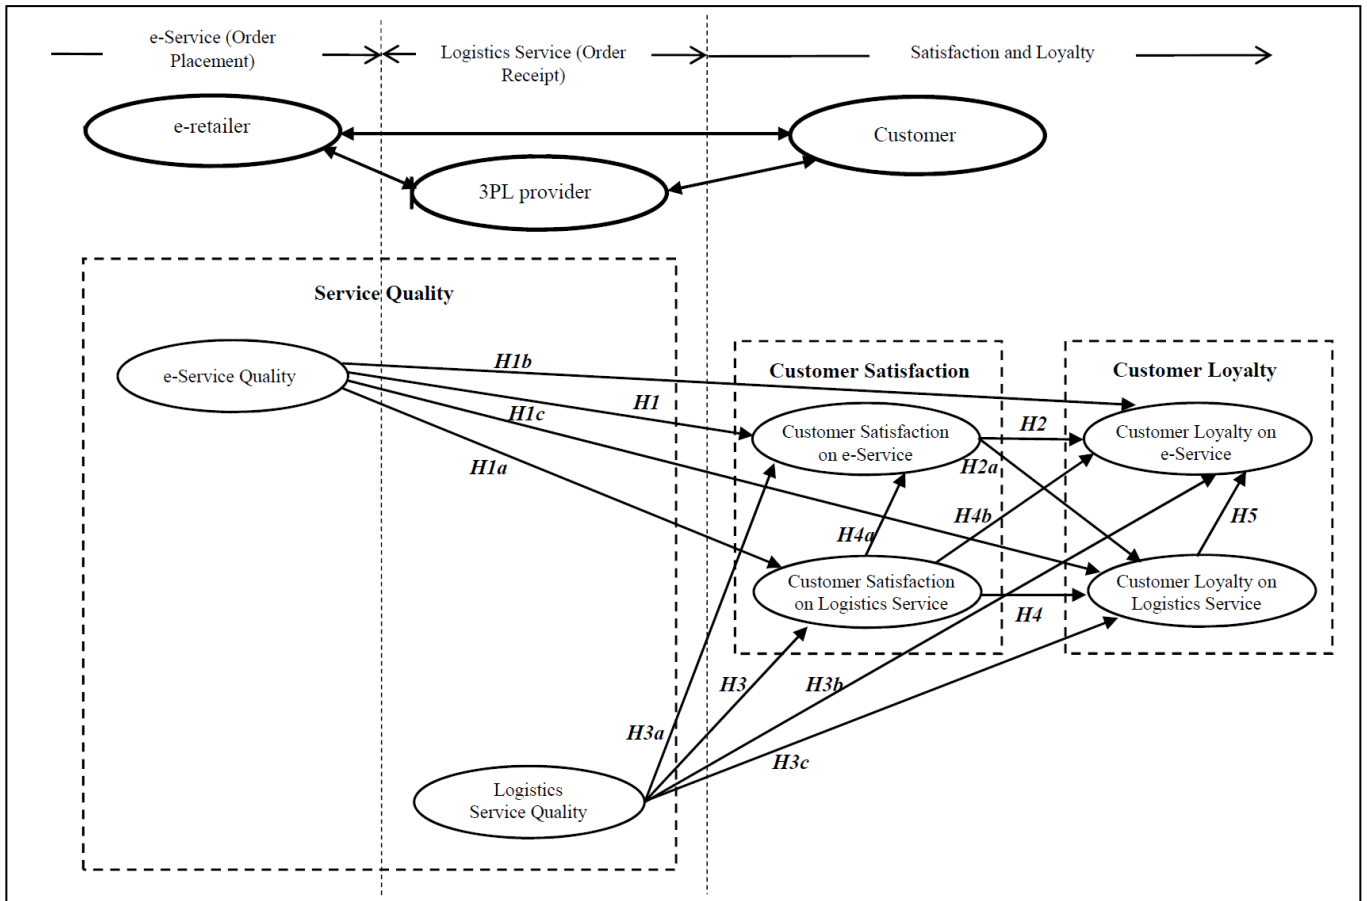 e-Service (Order
Placement)
Logistics Service (Order
Receipt)
Satisfaction and Loyalty
e-retailer
Customer
3PL provider
Service Quality
e-Service Quality
H1b
H1
H1c
H1a
Customer Satisfaction
Customer Loyalty
Customer Satisfaction
on e-Service
H2
H2a
Customer Loyalty on
e-Service
H4a
H4b
H5
Customer Satisfaction
on Logistics Service
H4
Customer Loyalty on
Logistics Service
H3a
H3
H3b
H3c
Logistics
Service Quality